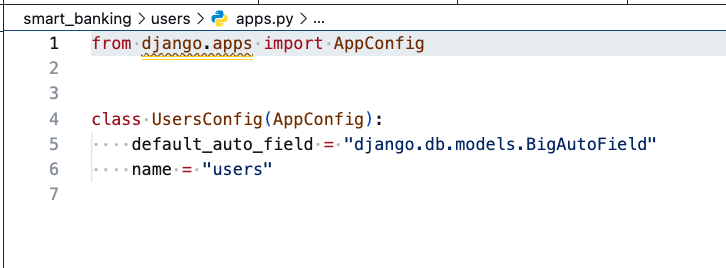 smart_banking > users > apps.py > ...
1 from django.apps import AppConfig
2
3
4 class UsersConfig(AppConfig):
5     default_auto_field = "django.db.models.BigAutoField"
6     name = "users"
7